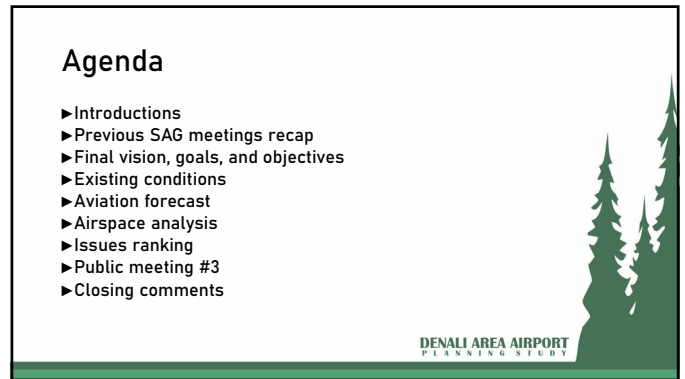 Agenda
►Introductions
►Previous SAG meetings recap
►Final vision, goals, and objectives
►Existing conditions
►Aviation forecast
►Airspace analysis
►Issues ranking
►Public meeting #3
►Closing comments
DENALI AREA AIRPORT
PLANNING STUDY